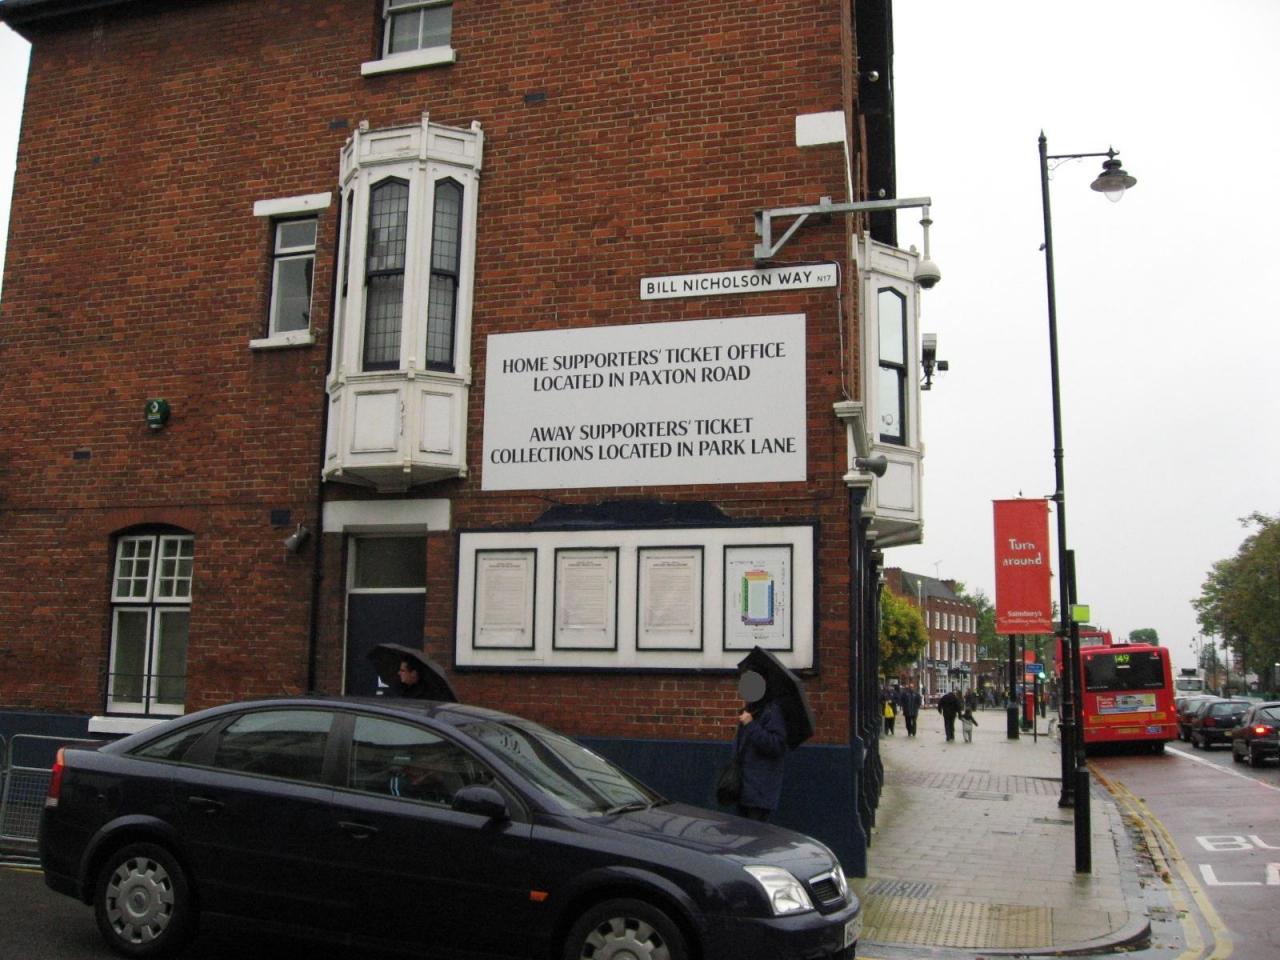 BILL NICHOLSON WAY N17
HOME SUPPORTERS' TICKET OFFICE
LOCATED IN PAXTON ROAD
AWAY SUPPORTERS' TICKET
COLLECTIONS LOCATED IN PARK LANE
Turn
around
Sainsbury's
149
BU
LA